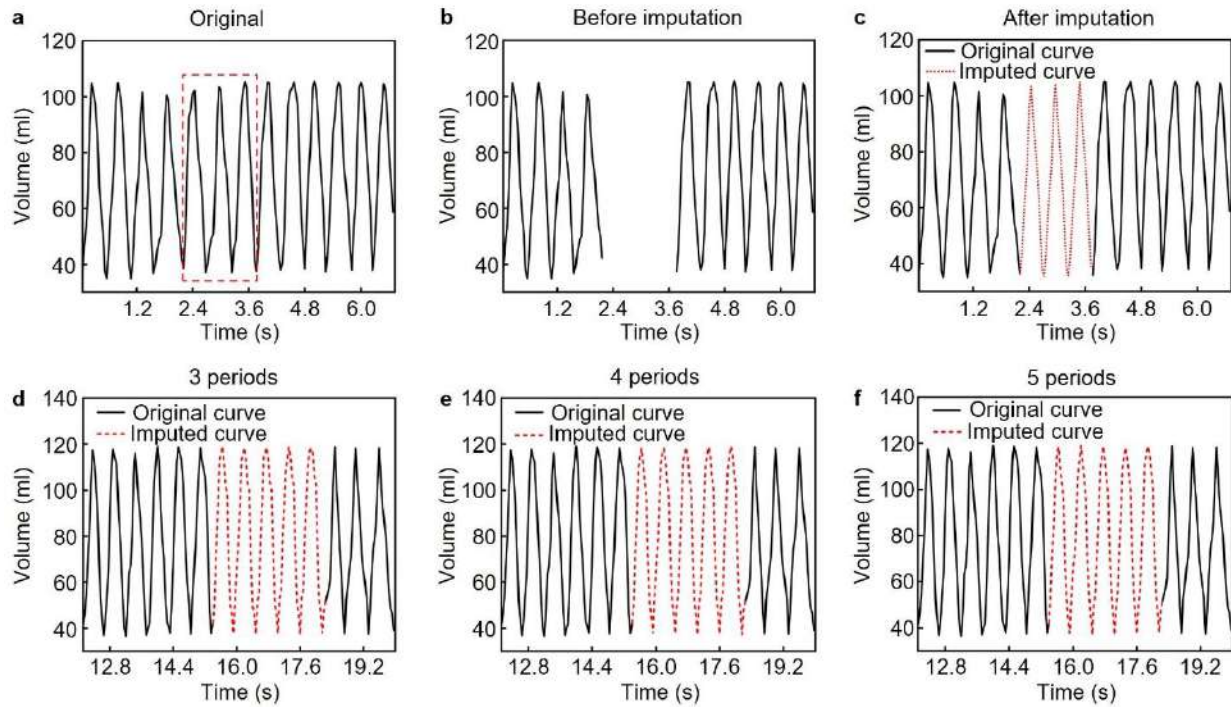 a
Original
120
100
80
60
40
Volume (ml)
1.2 2.4 3.6 4.8 6.0
Time (s)
b
Before imputation
120
100
80
60
40
Volume (ml)
1.2 2.4 3.6 4.8 6.0
Time (s)
c
After imputation
120
100
80
60
40
Volume (ml)
Original curve
Imputed curve
1.2 2.4 3.6 4.8 6.0
Time (s)
d
3 periods
140
120
100
80
60
40
Volume (ml)
Original curve
Imputed curve
12.8 14.4 16.0 17.6 19.2
Time (s)
e
4 periods
140
120
100
80
60
40
Volume (ml)
Original curve
Imputed curve
12.8 14.4 16.0 17.6 19.2
Time (s)
f
5 periods
140
120
100
80
60
40
Volume (ml)
Original curve
Imputed curve
12.8 14.4 16.0 17.6 19.2
Time (s)